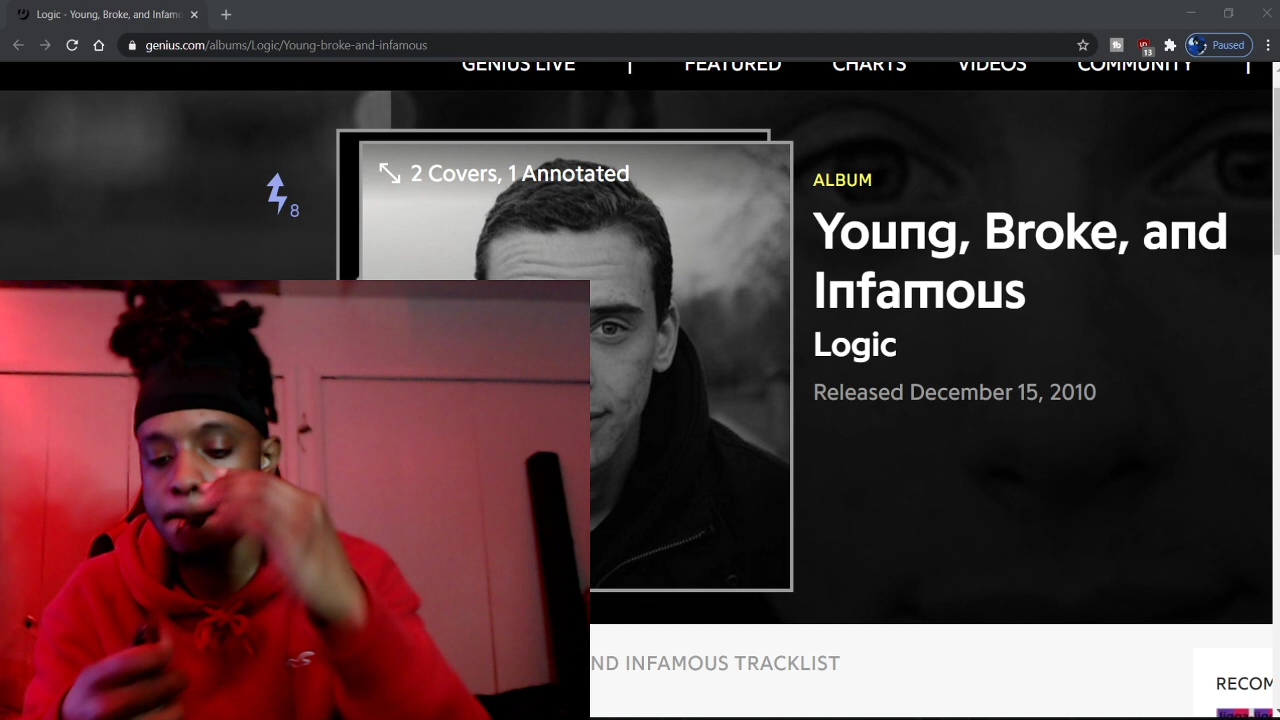 Logic - Young, Broke, and Infamo
genius.com/albums/Logic/Young-broke-and-infamous
13
Paused
GENIUS LIVE | FEATURED CHARTS VIDEOS COMMUNITY |
2 Covers, 1 Annotated
8
ALBUM
Young, Broke, and
Infamous
Logic
Released December 15, 2010
ND INFAMOUS TRACKLIST
RECOM